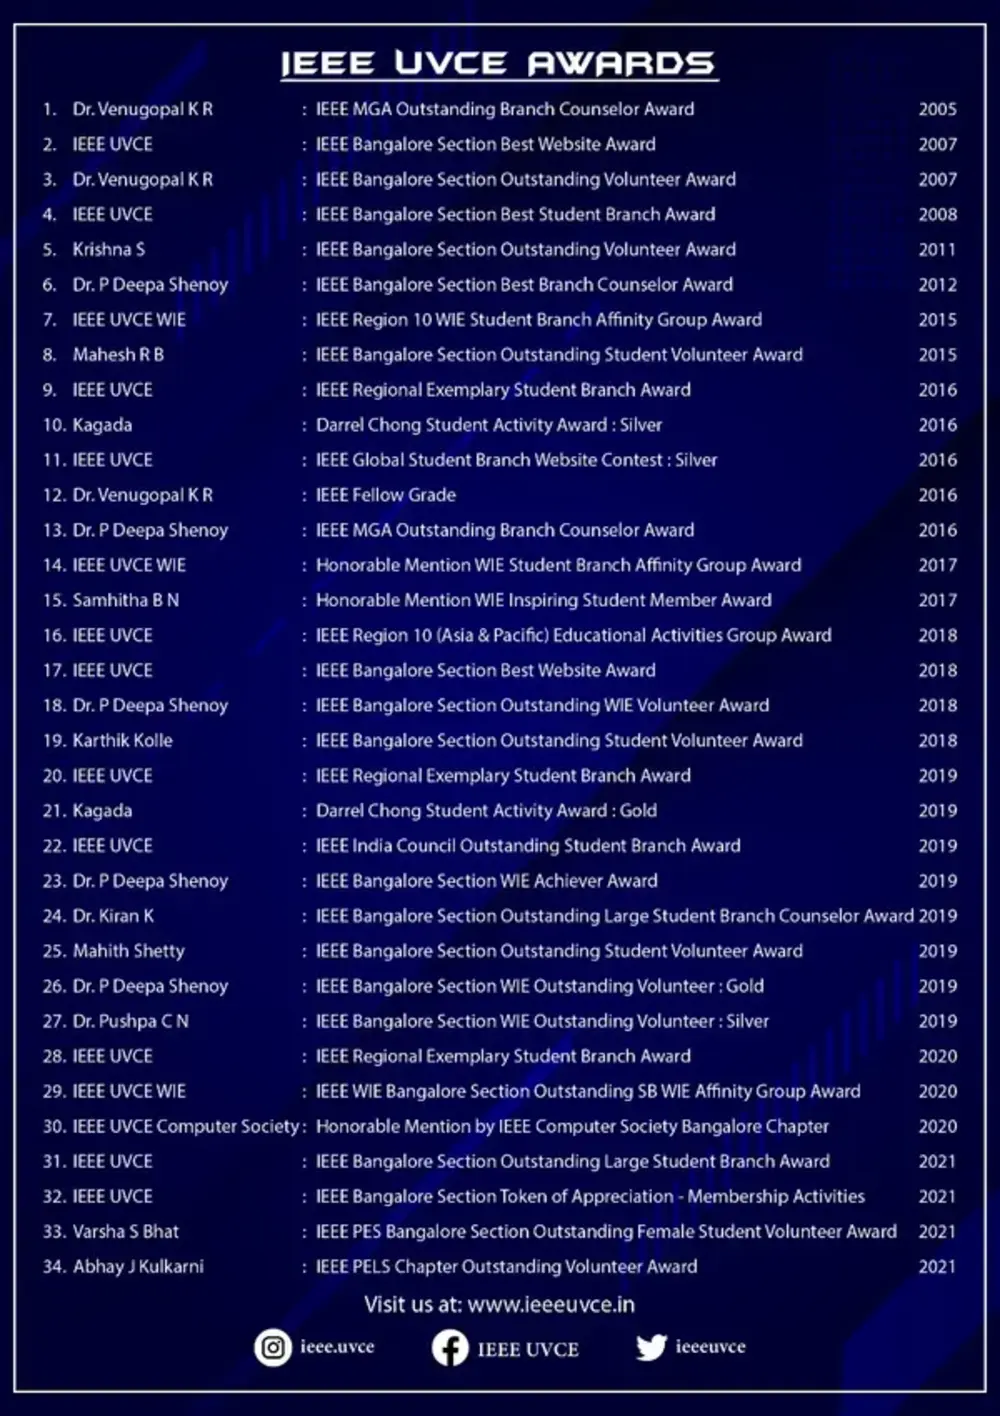 IEEE UVCE AWARDS
1. Dr. Venugopal K R : IEEE MGA Outstanding Branch Counselor Award 2005
2. IEEE UVCE : IEEE Bangalore Section Best Website Award 2007
3. Dr. Venugopal K R : IEEE Bangalore Section Outstanding Volunteer Award 2007
4. IEEE UVCE : IEEE Bangalore Section Best Student Branch Award 2008
5. Krishna S : IEEE Bangalore Section Outstanding Volunteer Award 2011
6. Dr. P Deepa Shenoy : IEEE Bangalore Section Best Branch Counselor Award 2012
7. IEEE UVCE WIE : IEEE Region 10 WIE Student Branch Affinity Group Award 2015
8. Mahesh R B : IEEE Bangalore Section Outstanding Student Volunteer Award 2015
9. IEEE UVCE : IEEE Regional Exemplary Student Branch Award 2016
10. Kagada : Darrel Chong Student Activity Award : Silver 2016
11. IEEE UVCE : IEEE Global Student Branch Website Contest : Silver 2016
12. Dr. Venugopal K R : IEEE Fellow Grade 2016
13. Dr. P Deepa Shenoy : IEEE MGA Outstanding Branch Counselor Award 2016
14. IEEE UVCE WIE : Honorable Mention WIE Student Branch Affinity Group Award 2017
15. Samhitha B N : Honorable Mention WIE Inspiring Student Member Award 2017
16. IEEE UVCE : IEEE Region 10 (Asia & Pacific) Educational Activities Group Award 2018
17. IEEE UVCE : IEEE Bangalore Section Best Website Award 2018
18. Dr. P Deepa Shenoy : IEEE Bangalore Section Outstanding WIE Volunteer Award 2018
19. Karthik Kolle : IEEE Bangalore Section Outstanding Student Volunteer Award 2018
20. IEEE UVCE : IEEE Regional Exemplary Student Branch Award 2019
21. Kagada : Darrel Chong Student Activity Award : Gold 2019
22. IEEE UVCE : IEEE India Council Outstanding Student Branch Award 2019
23. Dr. P Deepa Shenoy : IEEE Bangalore Section WIE Achiever Award 2019
24. Dr. Kiran K : IEEE Bangalore Section Outstanding Large Student Branch Counselor Award 2019
25. Mahith Shetty : IEEE Bangalore Section Outstanding Student Volunteer Award 2019
26. Dr. P Deepa Shenoy : IEEE Bangalore Section WIE Outstanding Volunteer : Gold 2019
27. Dr. Pushpa C N : IEEE Bangalore Section WIE Outstanding Volunteer : Silver 2019
28. IEEE UVCE : IEEE Regional Exemplary Student Branch Award 2020
29. IEEE UVCE WIE : IEEE WIE Bangalore Section Outstanding SB WIE Affinity Group Award 2020
30. IEEE UVCE Computer Society : Honorable Mention by IEEE Computer Society Bangalore Chapter 2020
31. IEEE UVCE : IEEE Bangalore Section Outstanding Large Student Branch Award 2021
32. IEEE UVCE : IEEE Bangalore Section Token of Appreciation - Membership Activities 2021
33. Varsha S Bhat : IEEE PES Bangalore Section Outstanding Female Student Volunteer Award 2021
34. Abhay J Kulkarni : IEEE PELS Chapter Outstanding Volunteer Award 2021
Visit us at: www.ieeeuvce.in
ieee.uvce IEEE UVCE ieeeuvce